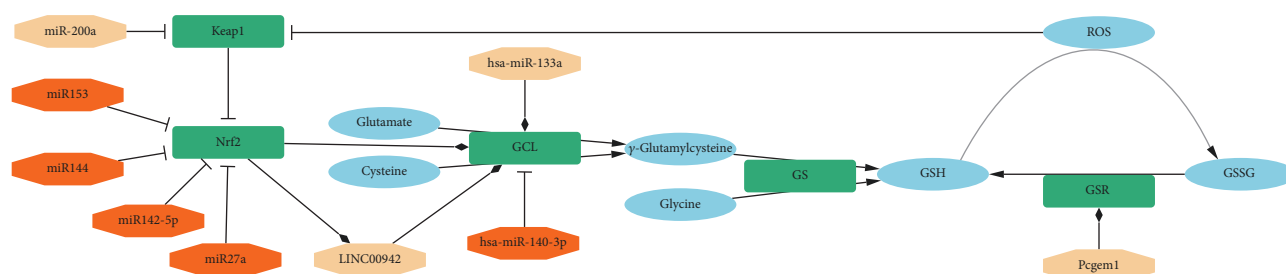 miR-200a
Keap1
ROS
hsa-miR-133a
miR153
Glutamate
Nrf2
GCL
γ-Glutamylcysteine
miR144
Cysteine
GS
GSH
GSSG
GSR
Glycine
miR142-5p
miR27a
LINC00942
hsa-miR-140-3p
Pcgem1